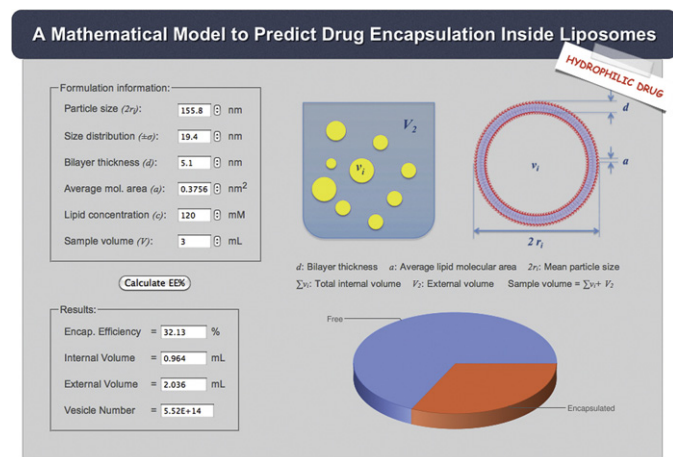 A Mathematical Model to Predict Drug Encapsulation Inside Liposomes
HYDROPHILIC DRUG
Formulation information:
Particle size (2rᵢ): 155.8 nm
Size distribution (±σ): 19.4 nm
Bilayer thickness (d): 5.1 nm
Average mol. area (a): 0.3756 nm²
Lipid concentration (c): 120 mM
Sample volume (V): 3 mL
Calculate EE%
Results:
Encap. Efficiency = 32.13 %
Internal Volume = 0.964 mL
External Volume = 2.036 mL
Vesicle Number = 5.52E+14
V₂
vᵢ
d
a
vᵢ
2 rᵢ
d: Bilayer thickness a: Average lipid molecular area 2rᵢ: Mean particle size
∑vᵢ: Total internal volume V₂: External volume Sample volume = ∑vᵢ+ V₂
Free
Encapsulated